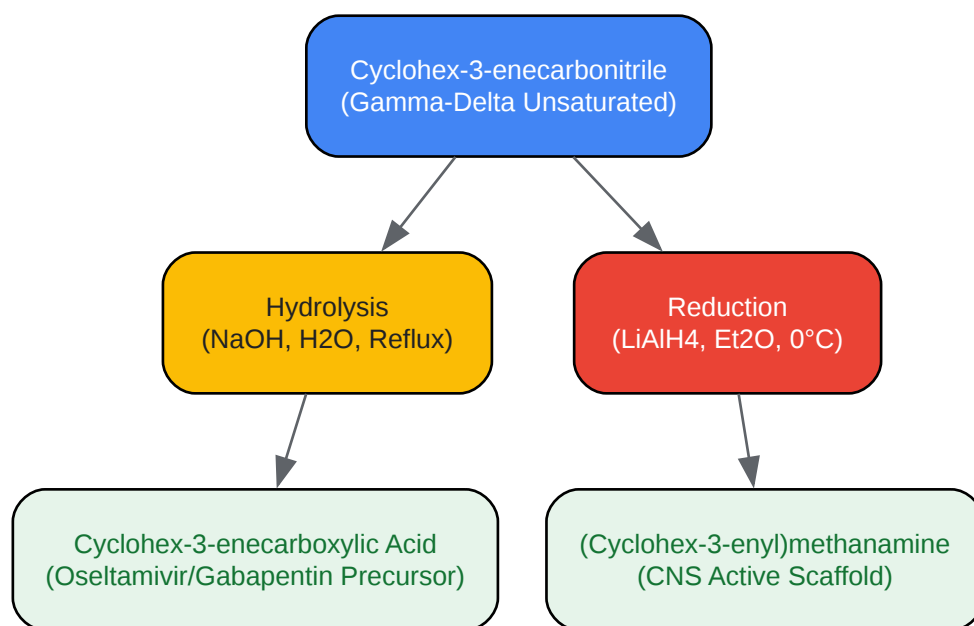 Cyclohex-3-enecarbonitrile
(Gamma-Delta Unsaturated)
Hydrolysis
(NaOH, H2O, Reflux)
Reduction
(LiAlH4, Et2O, 0°C)
Cyclohex-3-enecarboxylic Acid
(Oseltamivir/Gabapentin Precursor)
(Cyclohex-3-enyl)methanamine
(CNS Active Scaffold)